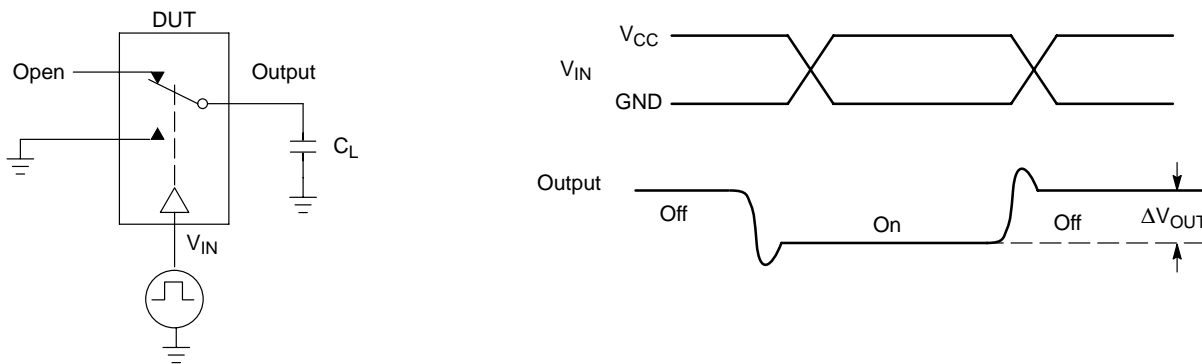 DUT
Open
Output
C_L
V_IN
V_CC
V_IN
GND
Output
Off
On
Off
ΔV_OUT